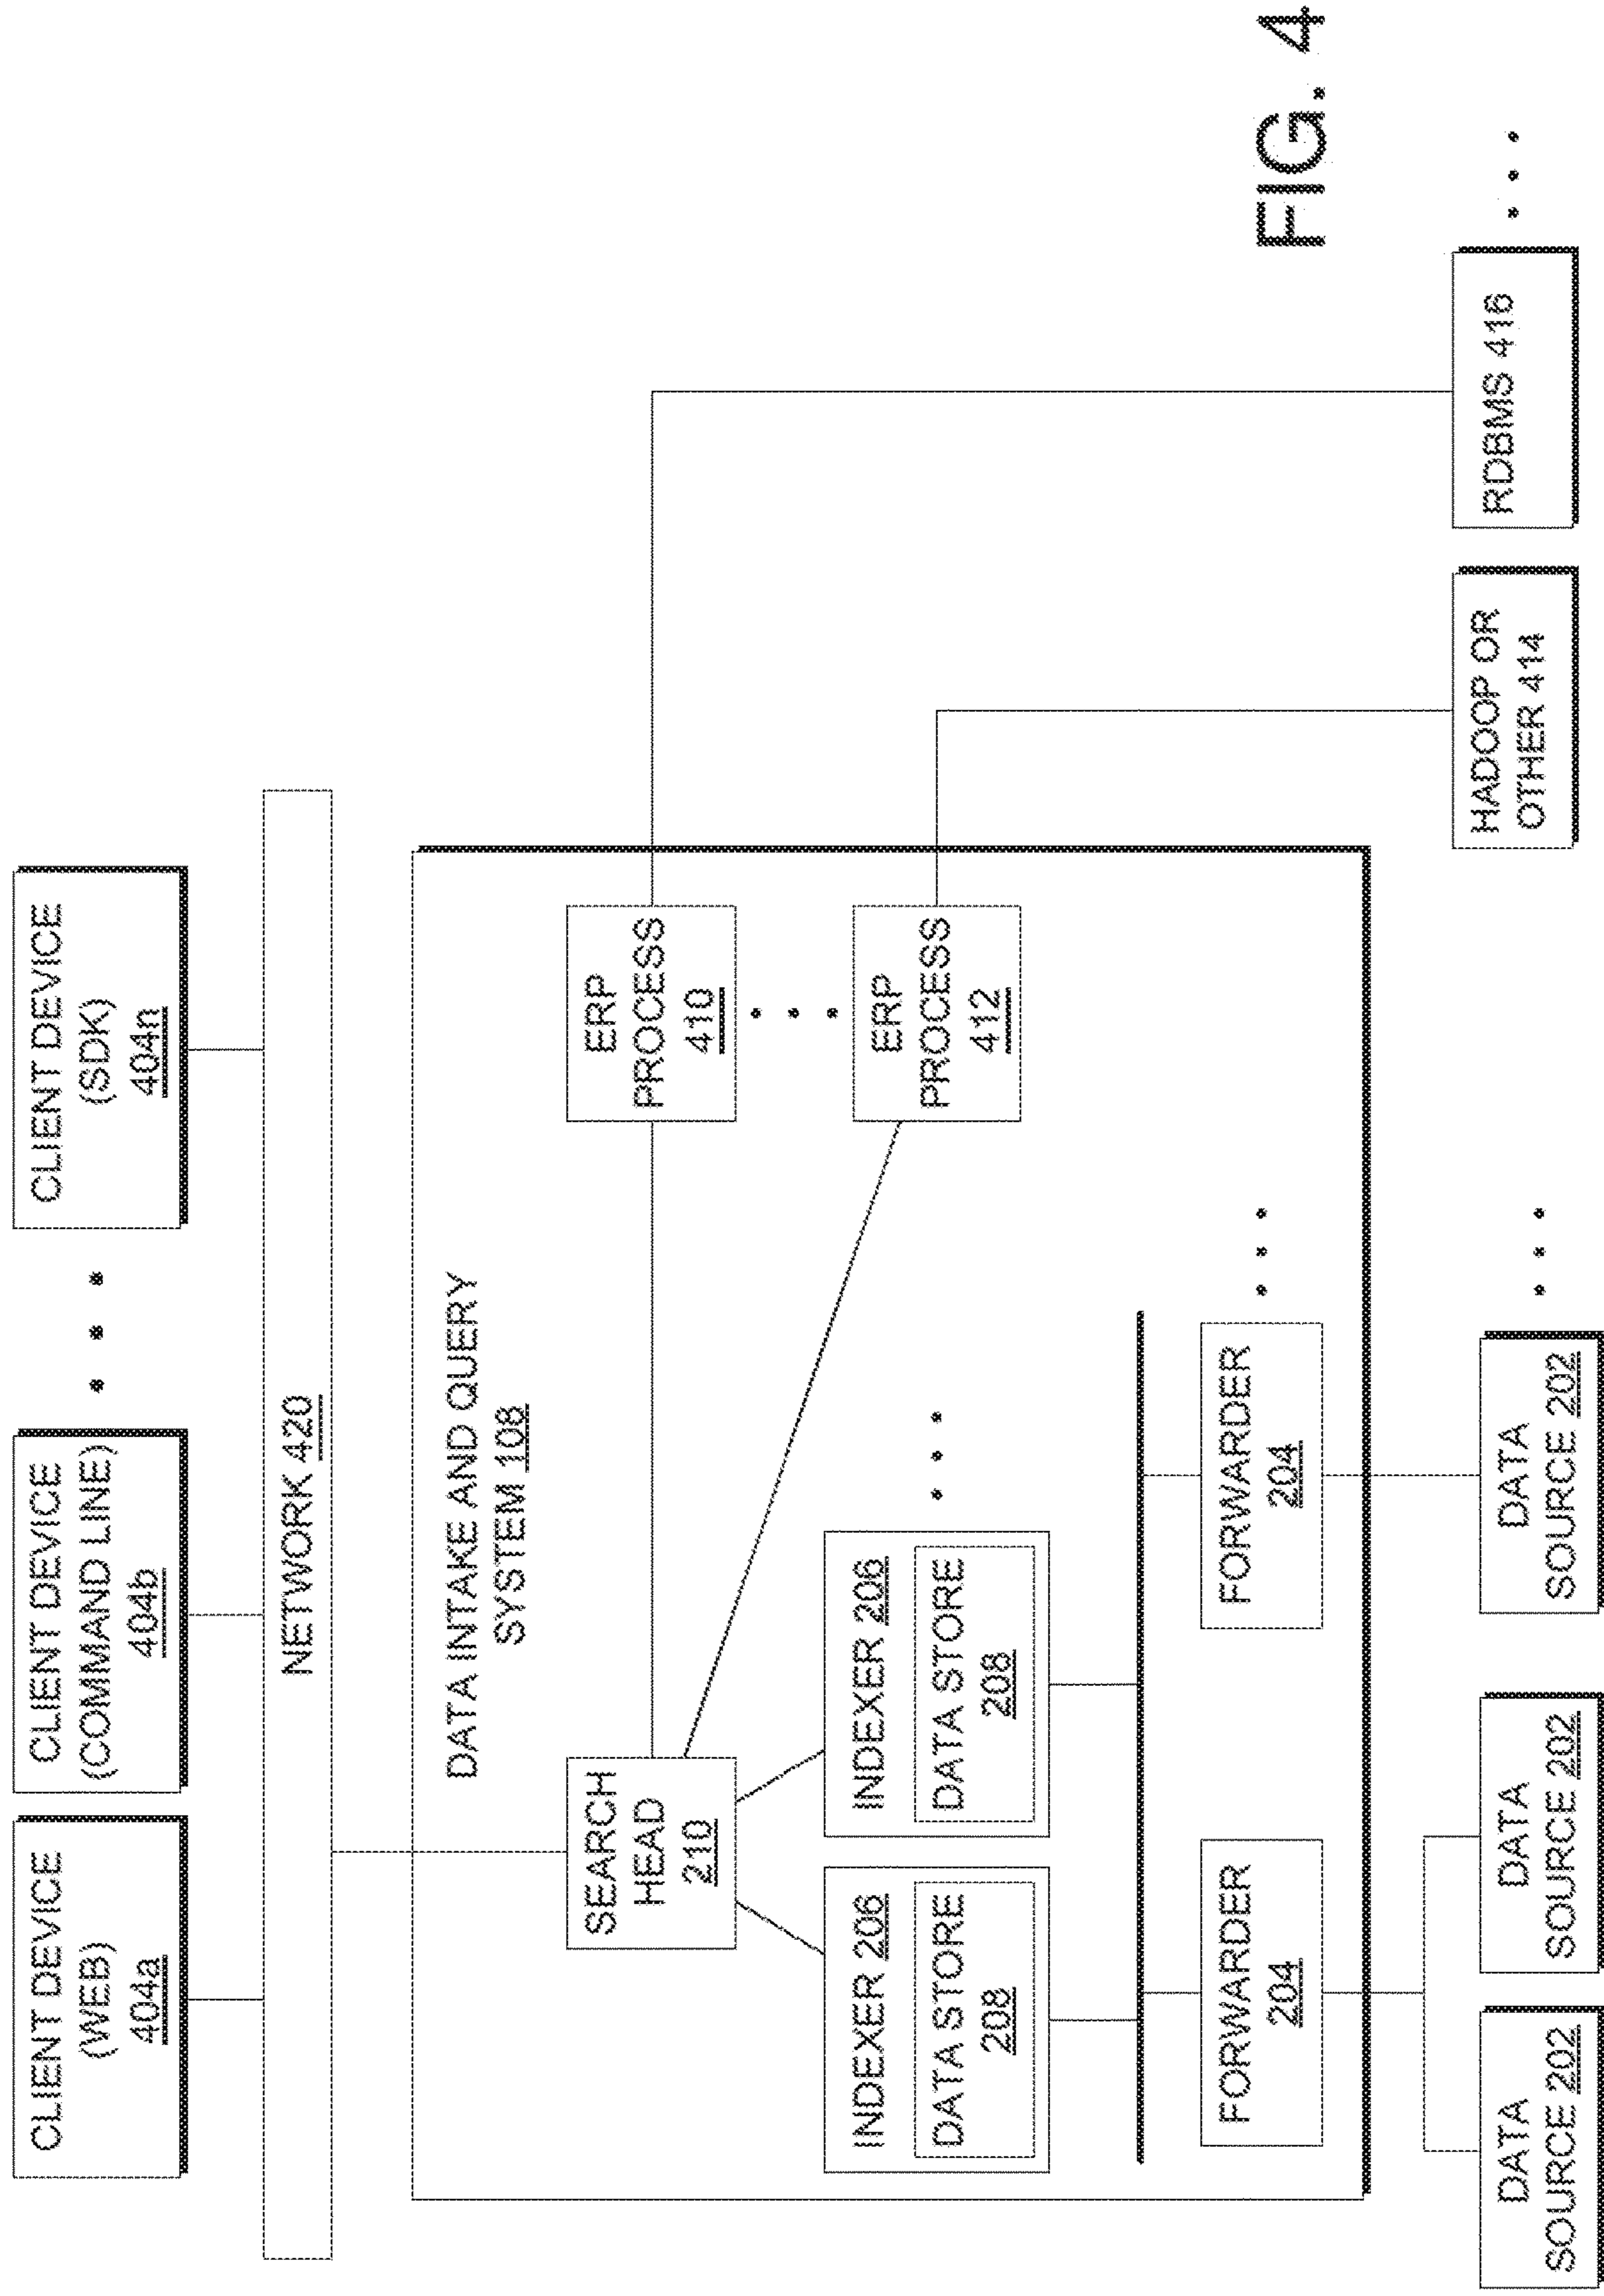 CLIENT DEVICE
(WEB)
404a
CLIENT DEVICE
(COMMAND LINE)
404b
CLIENT DEVICE
(SDK)
404n
NETWORK 420
DATA INTAKE AND QUERY
SYSTEM 108
SEARCH
HEAD
210
ERP
PROCESS
410
ERP
PROCESS
412
INDEXER 206
DATA STORE
208
INDEXER 206
DATA STORE
208
FORWARDER
204
FORWARDER
204
DATA
SOURCE 202
DATA
SOURCE 202
DATA
SOURCE 202
HADOOP OR
OTHER 414
RDBMS 416
FIG. 4